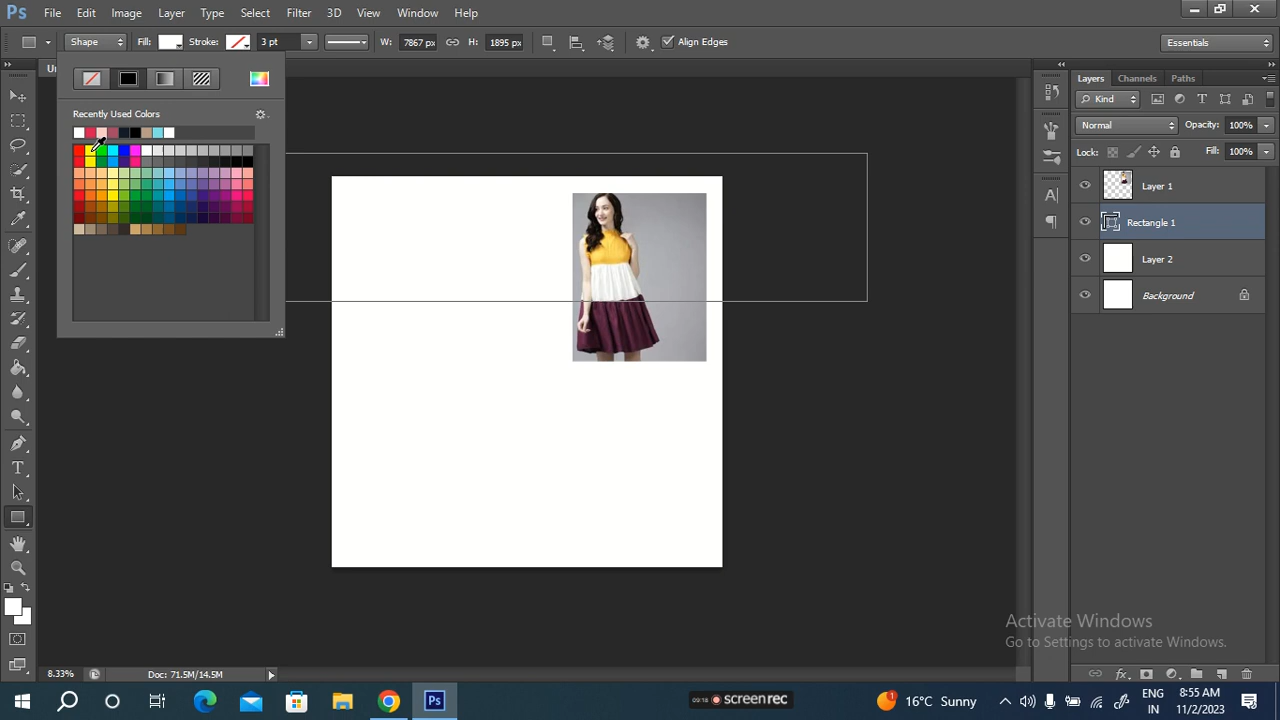 Ps File Edit Image Layer Type Select Filter 3D View Window Help
Shape Fill: Stroke: 3 pt W: 7867 px H: 1895 px Align Edges Essentials
Layers Channels Paths
Kind
Recently Used Colors
Normal Opacity: 100%
Lock: Fill: 100%
Layer 1
Rectangle 1
Layer 2
Background
Activate Windows
Go to Settings to activate Windows.
8.33% Doc: 71.5M/14.5M
Ps screenrec 1 16°C Sunny ENG IN 8:55 AM 11/2/2023